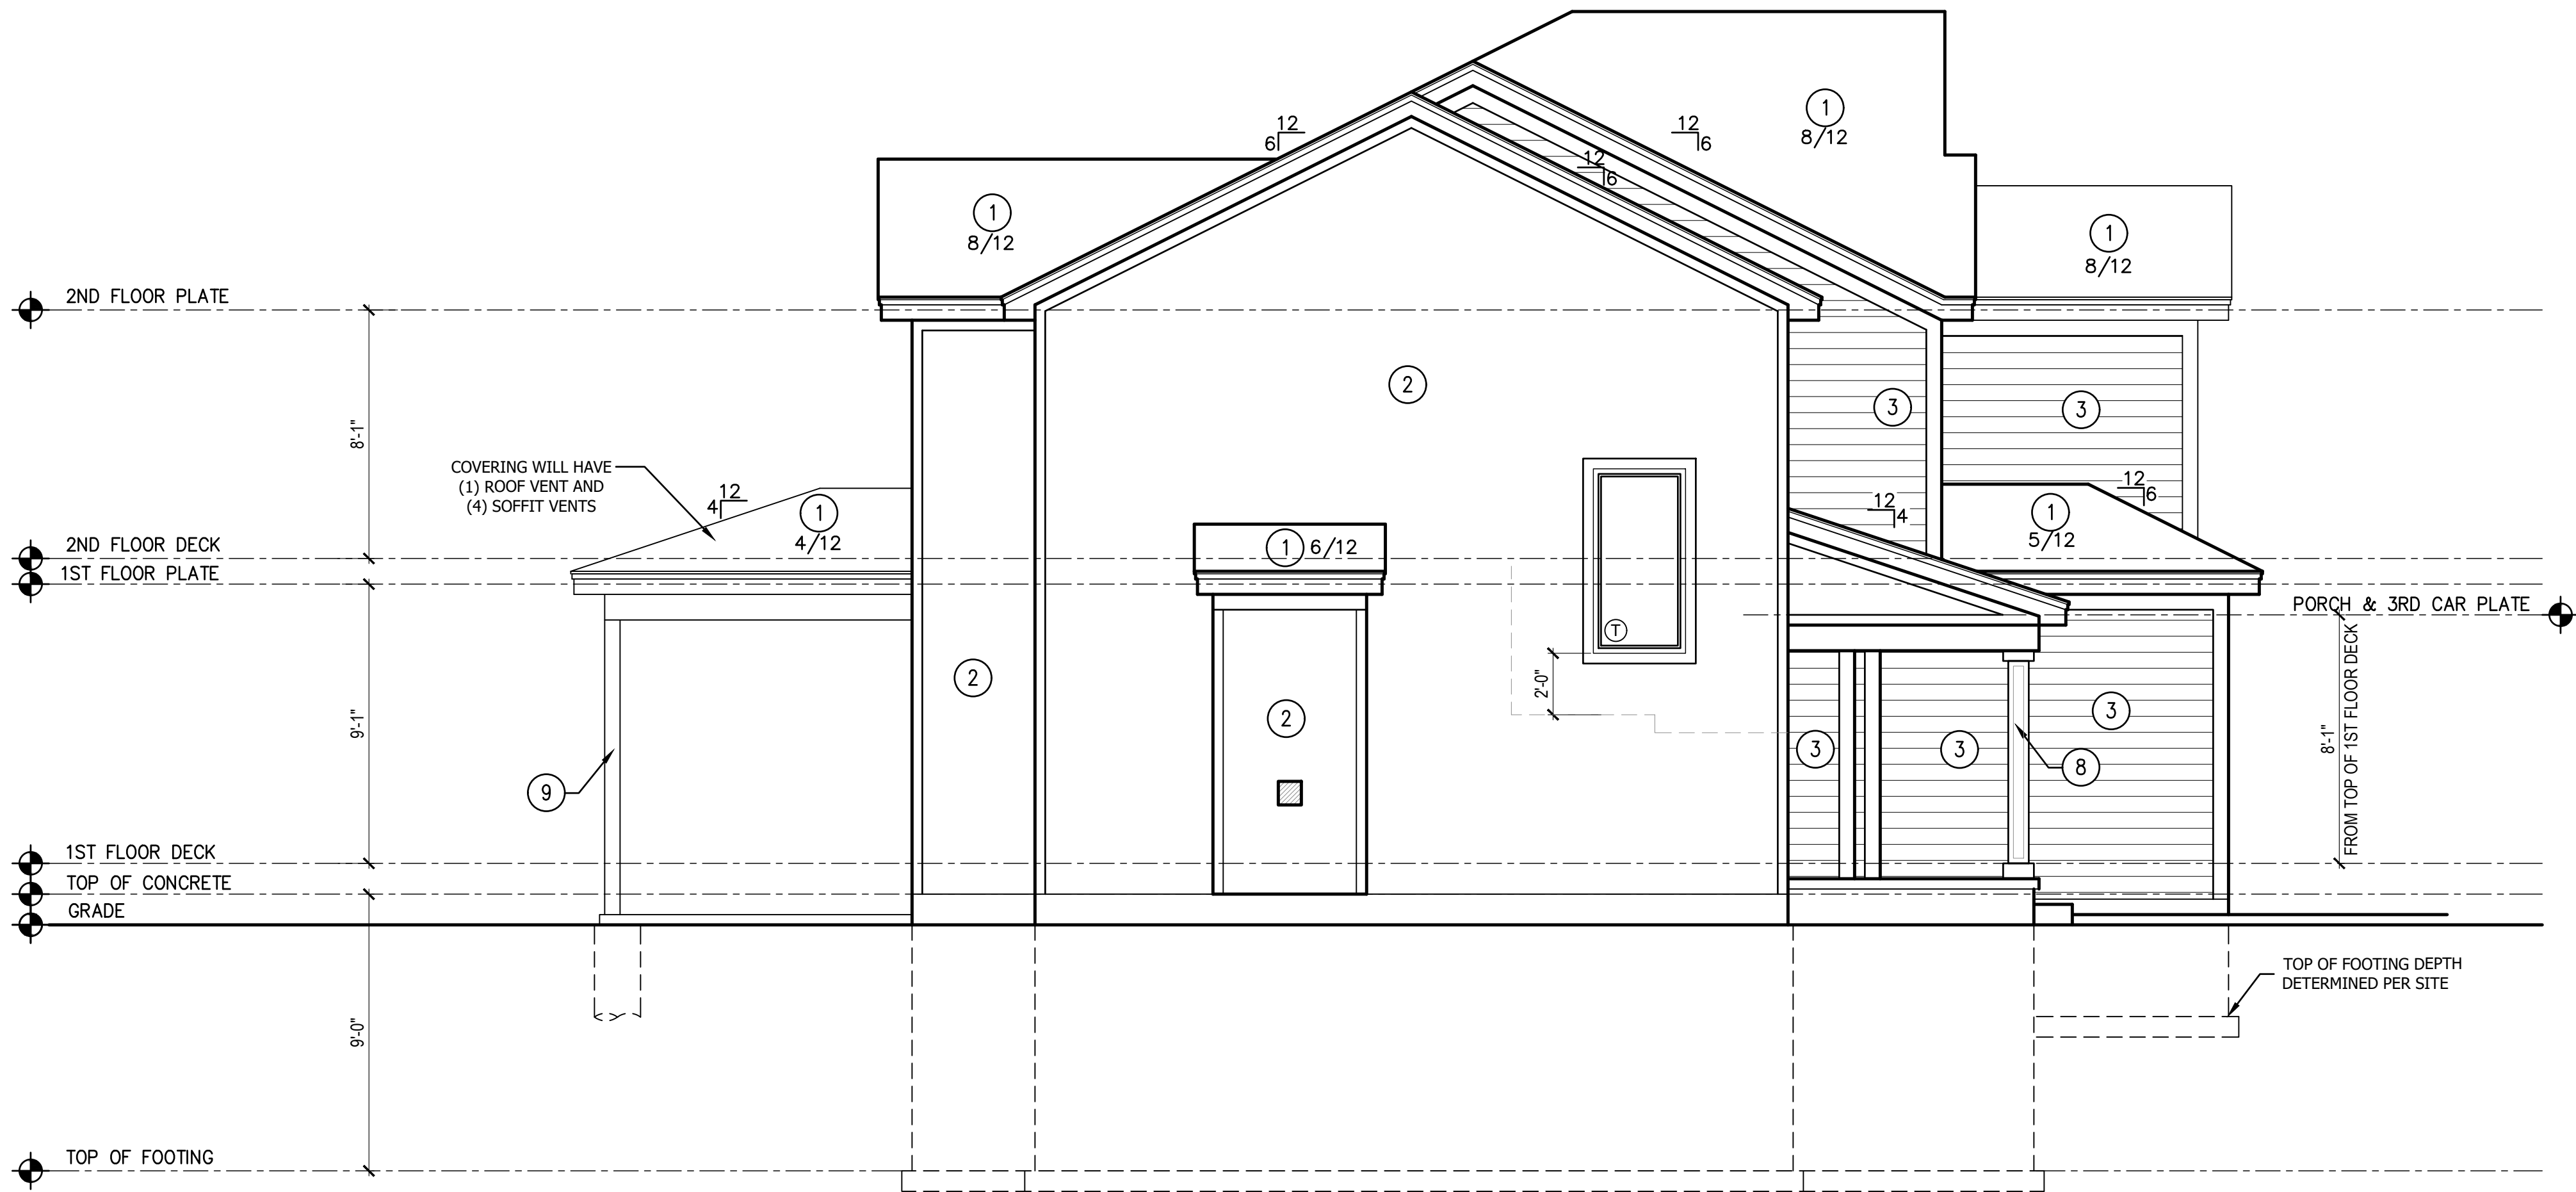 12
6
12
6
1
8/12
12
6
1
8/12
1
8/12
2ND FLOOR PLATE
2
3
3
8'-1"
COVERING WILL HAVE
(1) ROOF VENT AND
(4) SOFFIT VENTS
12
4
1
4/12
12
4
12
6
1
5/12
1 6/12
2ND FLOOR DECK
1ST FLOOR PLATE
PORCH & 3RD CAR PLATE
T
2'-0"
2
2
3
3
3
8
9
9'-1"
8'-1"
FROM TOP OF 1ST FLOOR DECK
1ST FLOOR DECK
TOP OF CONCRETE
GRADE
TOP OF FOOTING DEPTH
DETERMINED PER SITE
9'-0"
TOP OF FOOTING